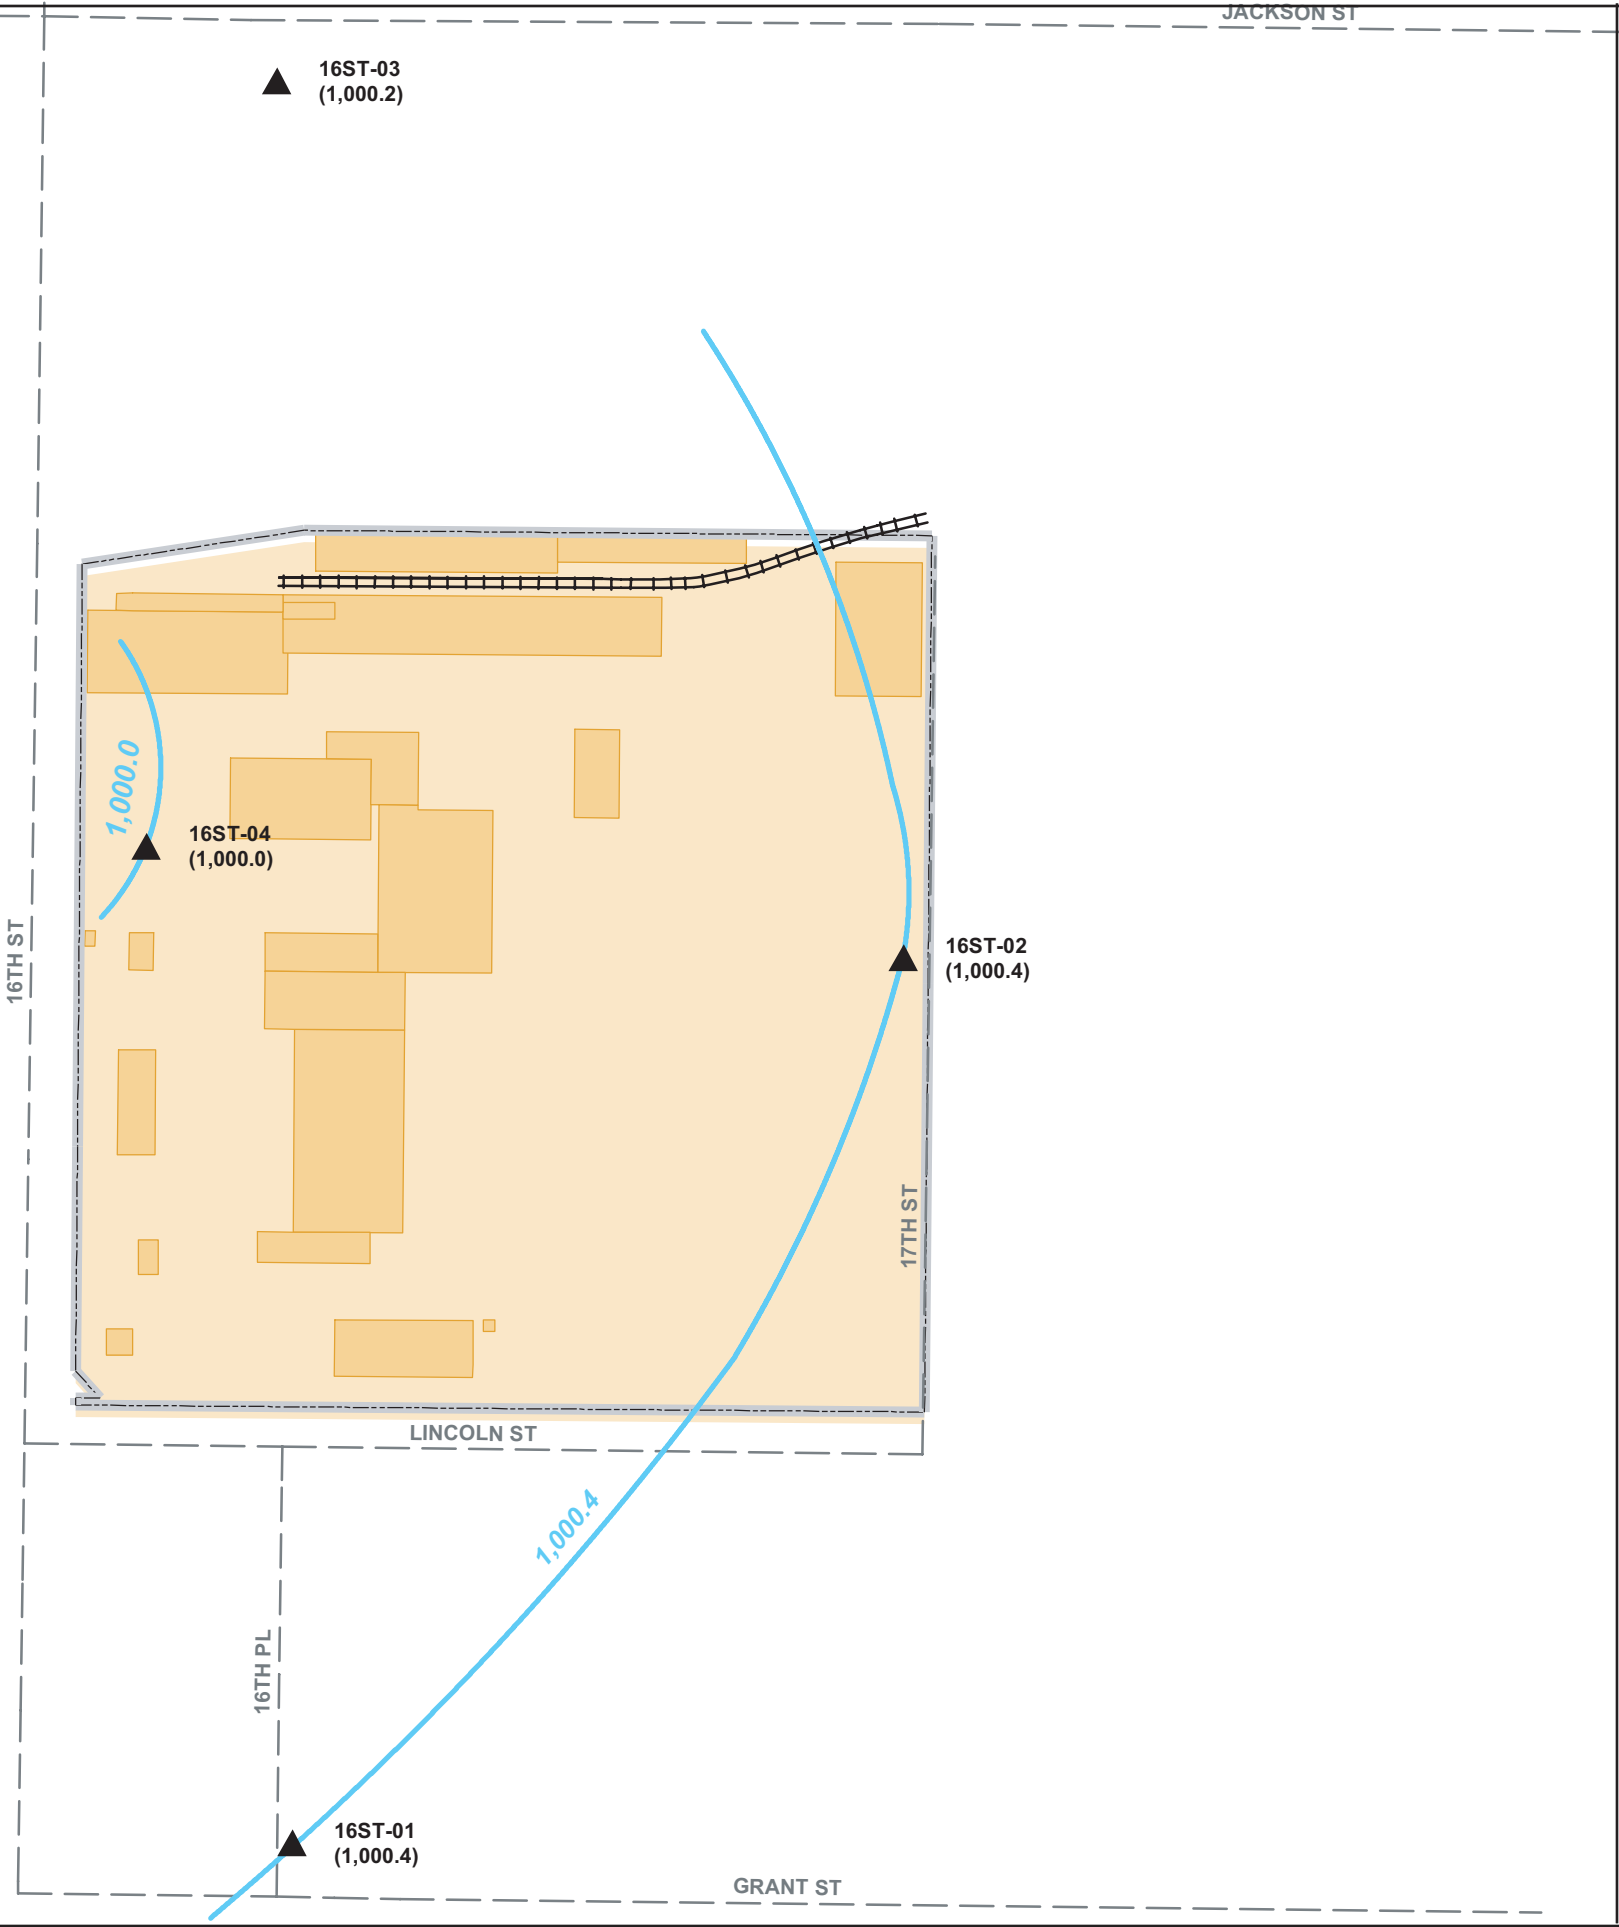 JACKSON ST
16ST-03
(1,000.2)
1,000.0
16ST-04
(1,000.0)
16TH ST
16ST-02
(1,000.4)
17TH ST
LINCOLN ST
1,000.4
16TH PL
16ST-01
(1,000.4)
GRANT ST